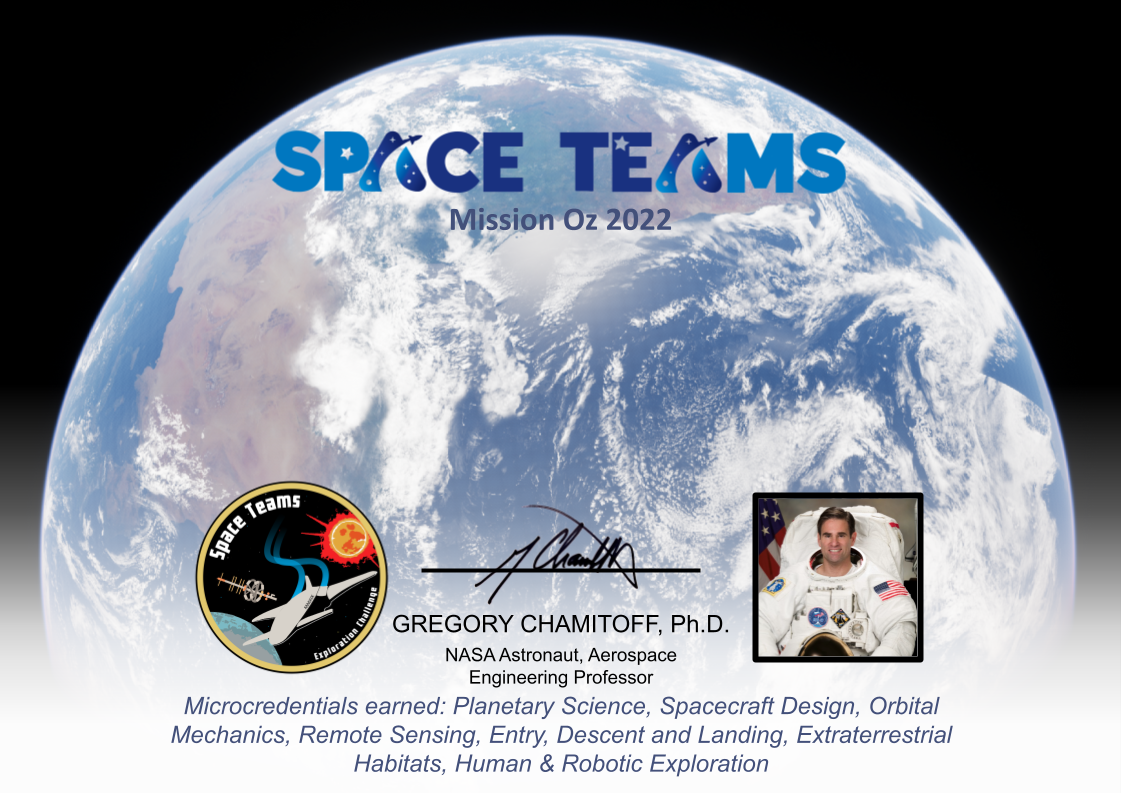 SPACE TEAMS
Mission Oz 2022
Space Teams
Exploration Challenge
GREGORY CHAMITOFF, Ph.D.
NASA Astronaut, Aerospace
Engineering Professor
Microcredentials earned: Planetary Science, Spacecraft Design, Orbital
Mechanics, Remote Sensing, Entry, Descent and Landing, Extraterrestrial
Habitats, Human & Robotic Exploration